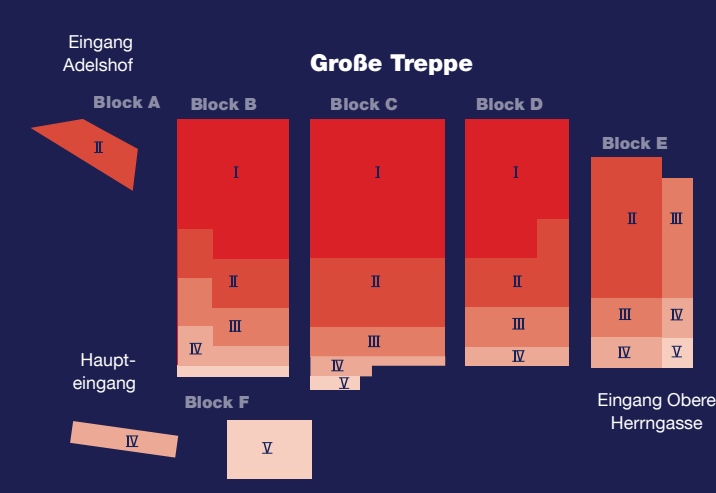 Eingang
Adelshof
Große Treppe
Block A
Block B
Block C
Block D
Block E
II
I
I
I
II
III
II
II
II
III
III
III
IV
IV
IV
IV
IV
V
V
Haupt-
eingang
Block F
Eingang Obere
Herrngasse
IV
V